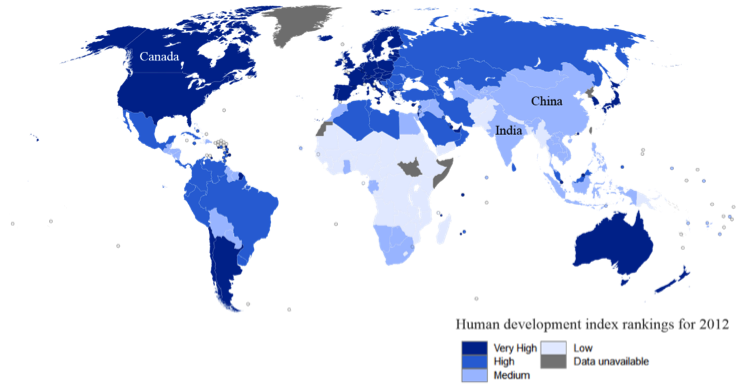 Canada
China
India
Human development index rankings for 2012
Very High
High
Medium
Low
Data unavailable